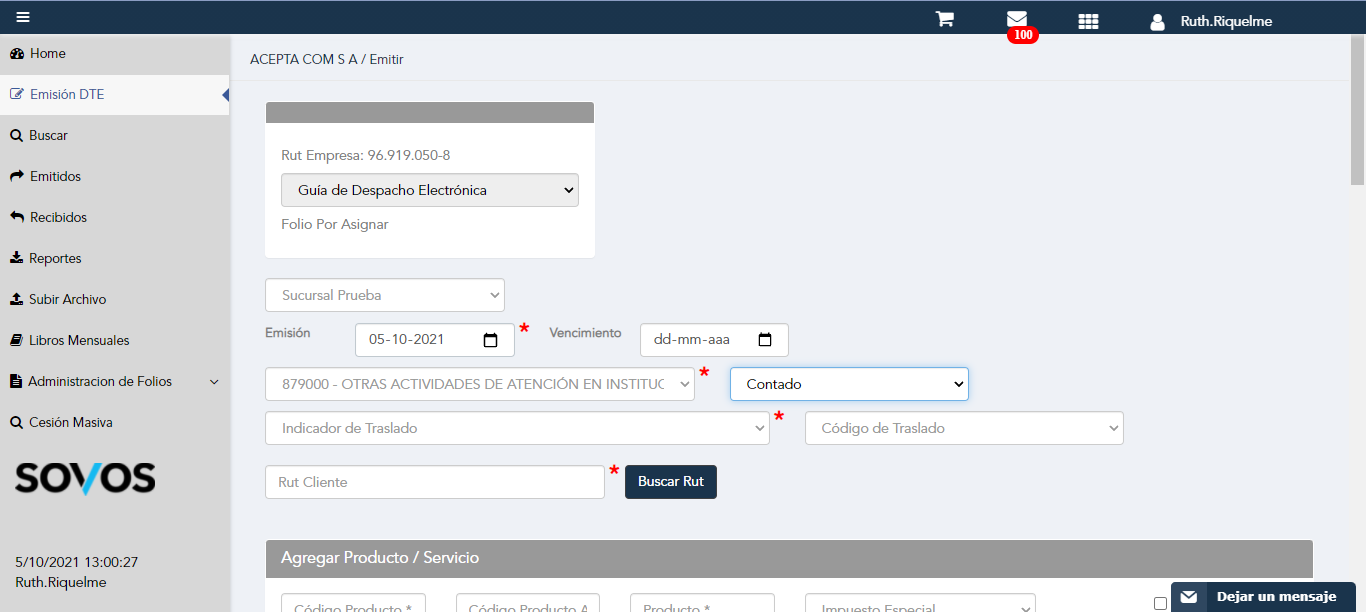 100
Ruth.Riquelme
Home
Emisión DTE
Buscar
Emitidos
Recibidos
Reportes
Subir Archivo
Libros Mensuales
Administracion de Folios
Cesión Masiva
SOVOS
5/10/2021 13:00:27
Ruth.Riquelme
ACEPTA COM S A / Emitir
Rut Empresa: 96.919.050-8
Guía de Despacho Electrónica
Folio Por Asignar
Sucursal Prueba
Emisión 05-10-2021 * Vencimiento dd-mm-aaa
879000 - OTRAS ACTIVIDADES DE ATENCIÓN EN INSTITUC * Contado
Indicador de Traslado * Código de Traslado
Rut Cliente * Buscar Rut
Agregar Producto / Servicio
Código Producto * Código Producto A Producto * Impuesto Especial
Dejar un mensaje